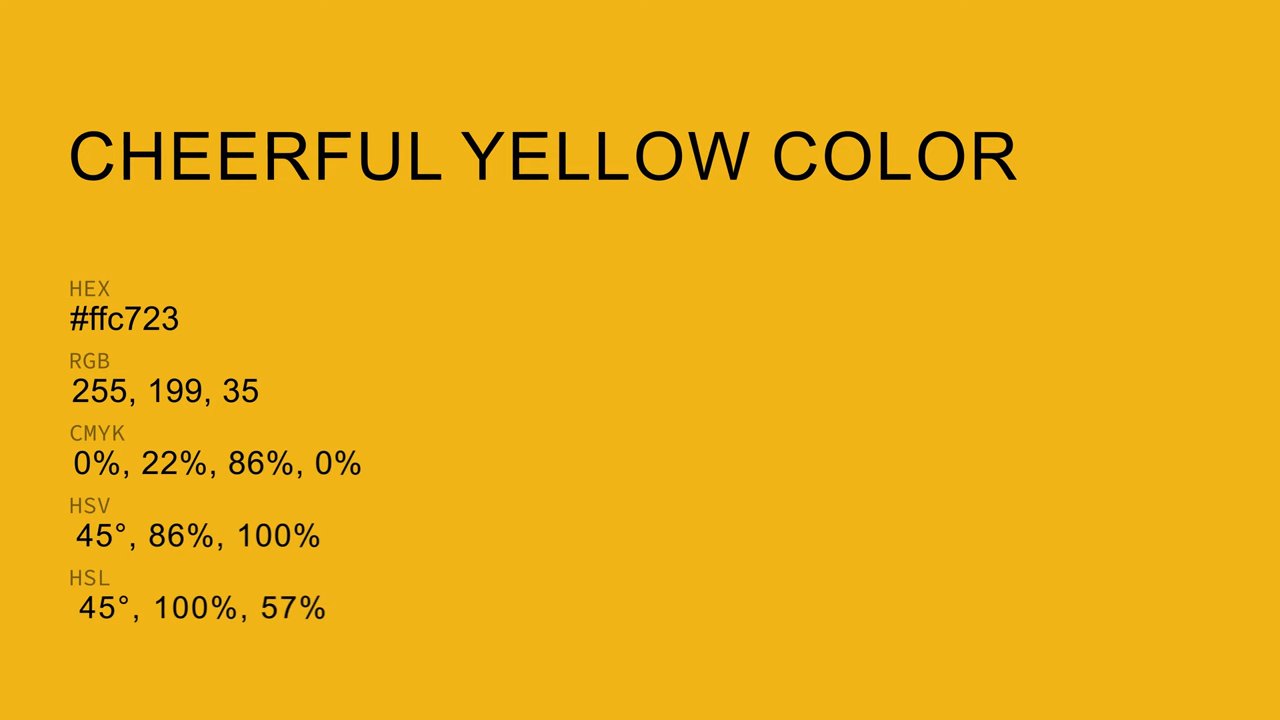 CHEERFUL YELLOW COLOR
HEX
#ffc723
RGB
255, 199, 35
CMYK
0%, 22%, 86%, 0%
HSV
45°, 86%, 100%
HSL
45°, 100%, 57%